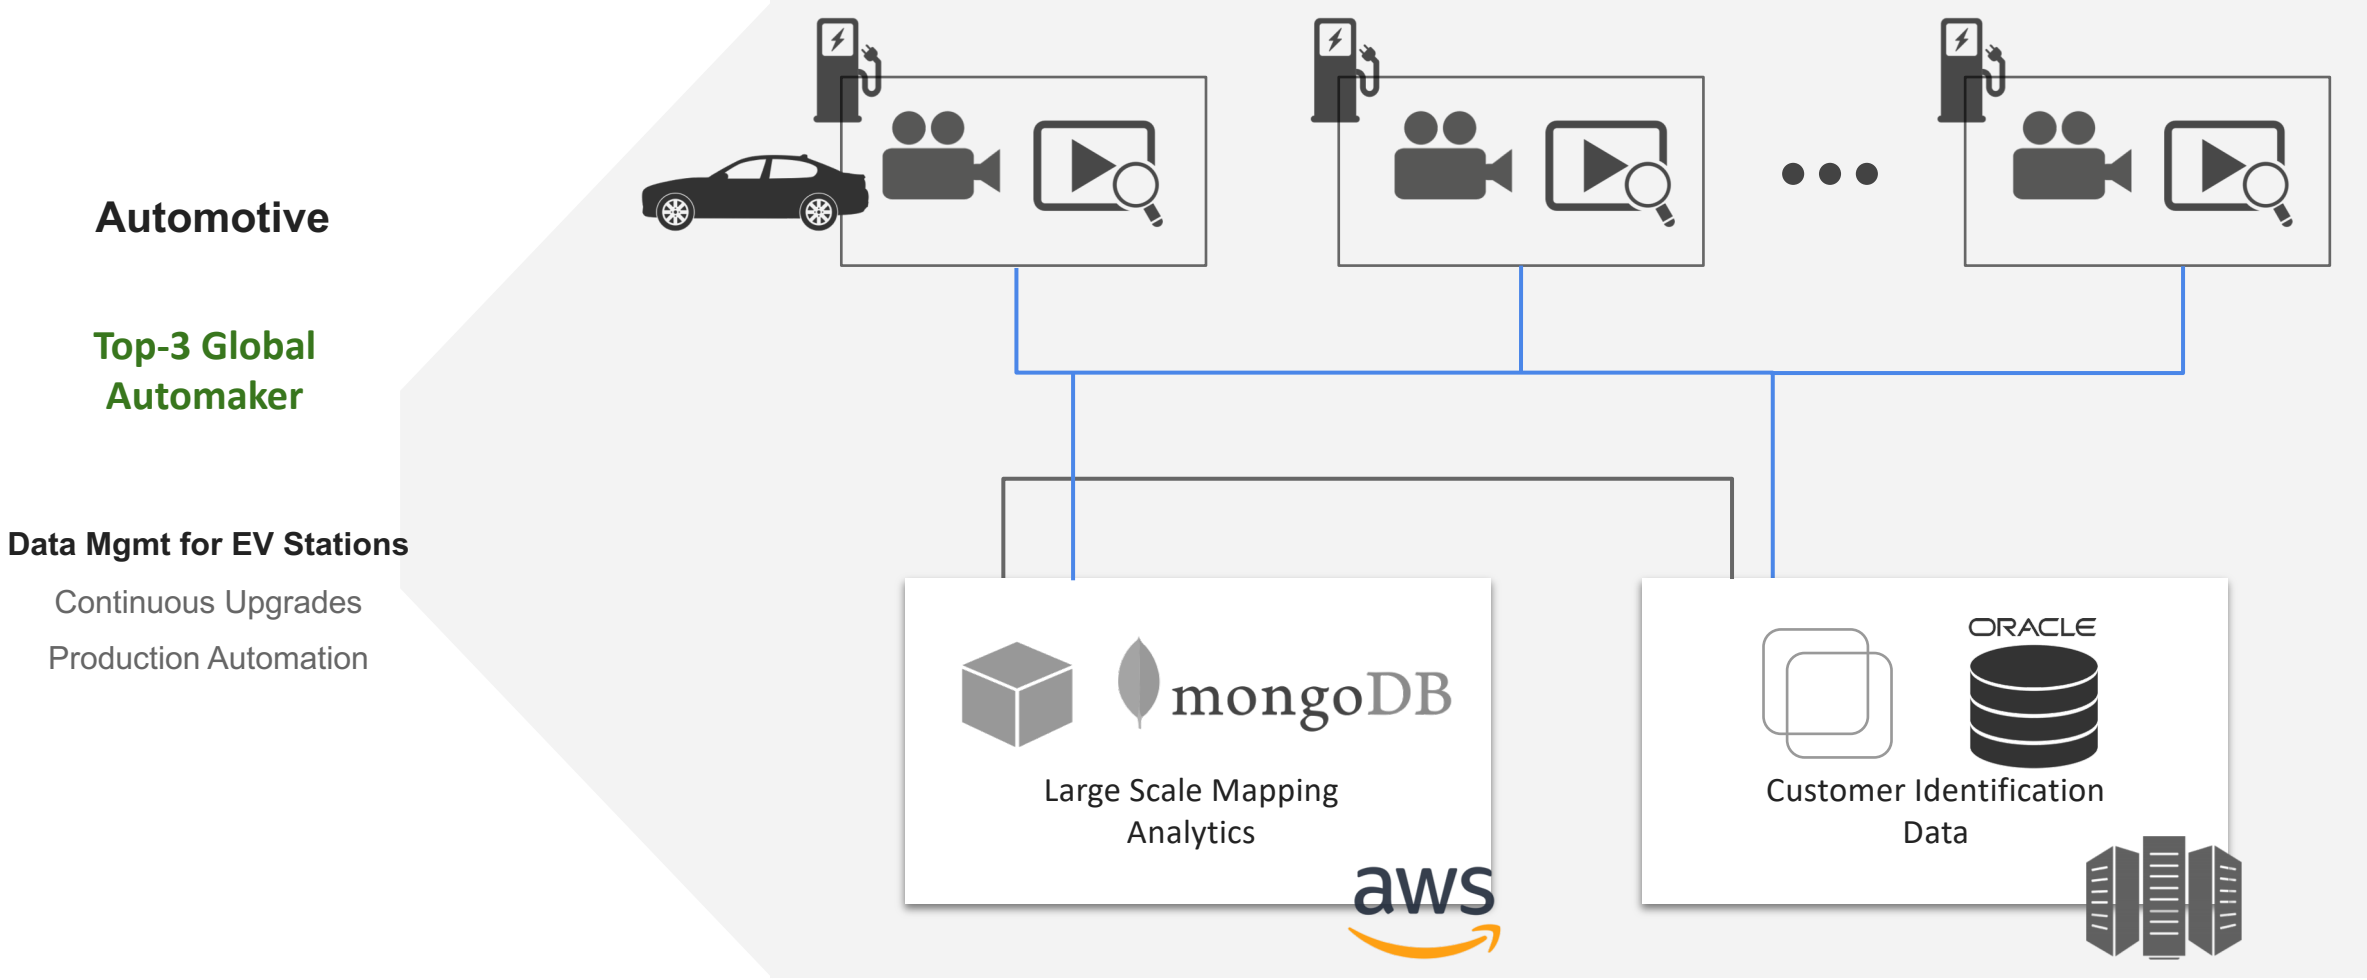 Automotive
Top-3 Global
Automaker
Data Mgmt for EV Stations
Continuous Upgrades
Production Automation
mongoDB
Large Scale Mapping
Analytics
aws
ORACLE
Customer Identification
Data